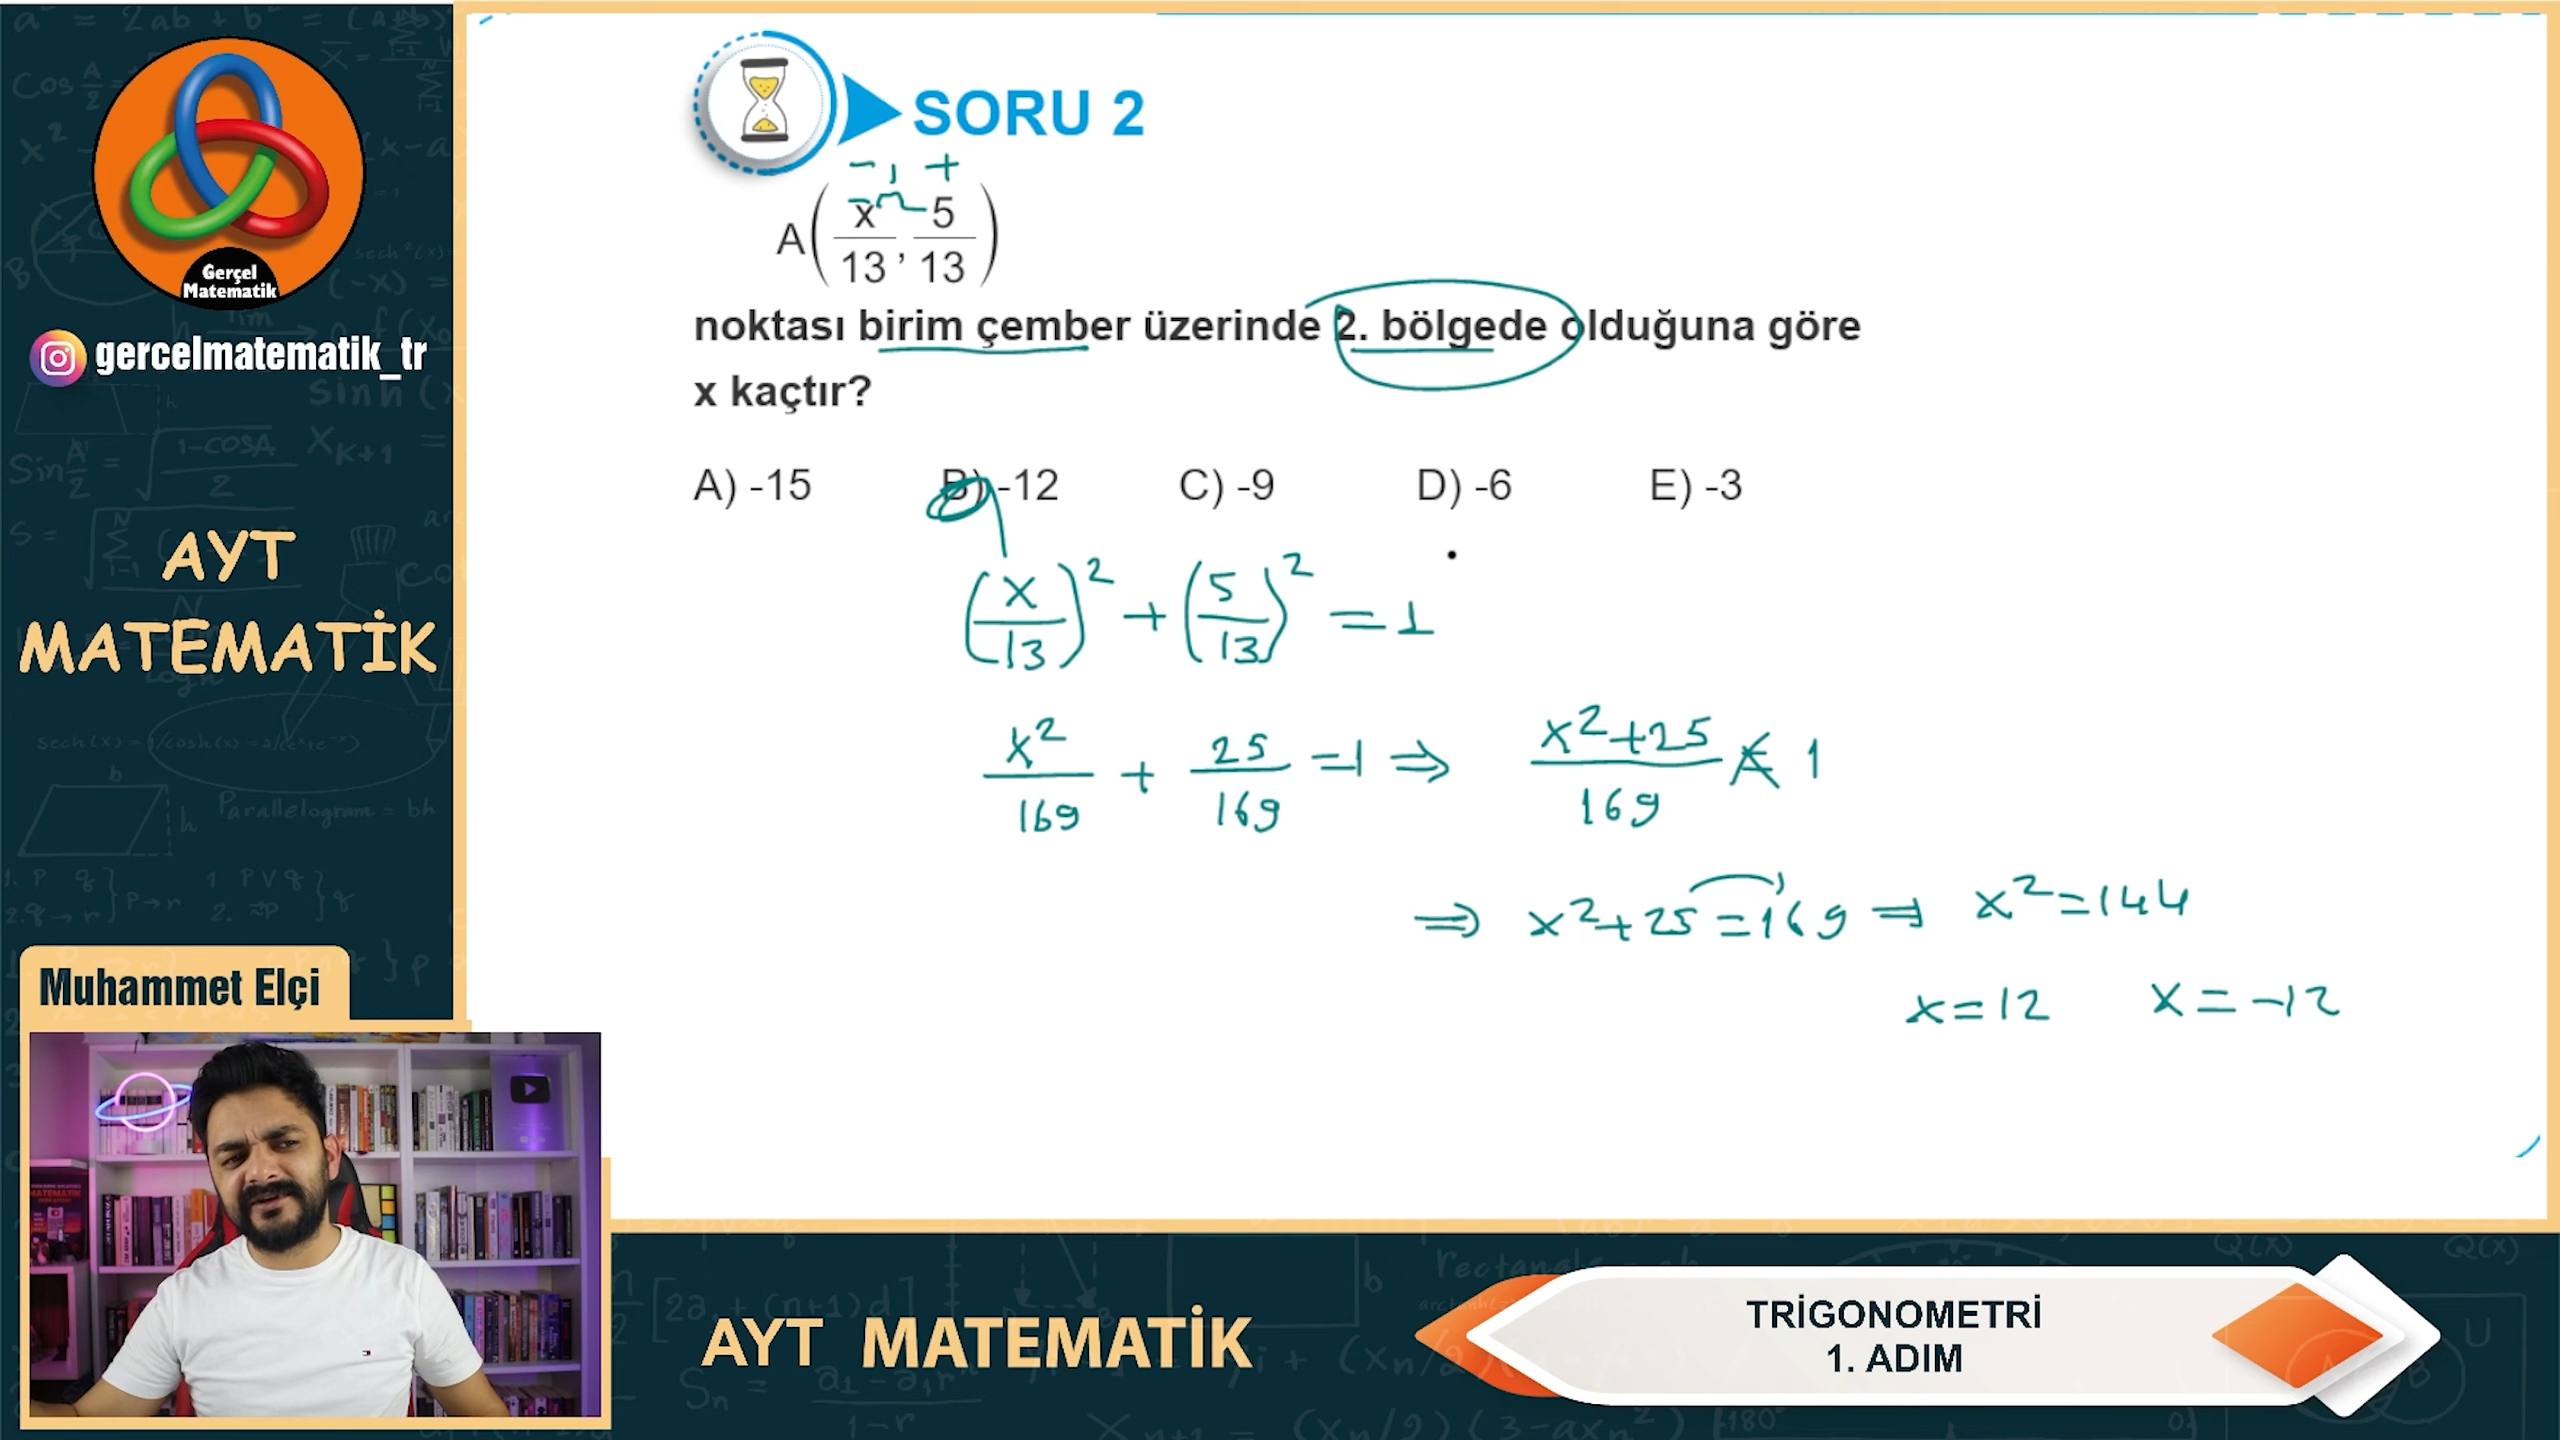 Gerçel
Matematik
gercelmatematik_tr
AYT
MATEMATİK
Muhammet Elçi
SORU 2
- , +
A(x/13, 5/13)
noktası birim çember üzerinde 2. bölgede olduğuna göre
x kaçtır?
A) -15 B) -12 C) -9 D) -6 E) -3
(x/13)² + (5/13)² = 1
x²/169 + 25/169 = 1 ⇒ x²+25/169 = 1
⇒ x²+25 = 169 ⇒ x² = 144
x = 12 x = -12
AYT MATEMATİK
TRİGONOMETRİ
1. ADIM